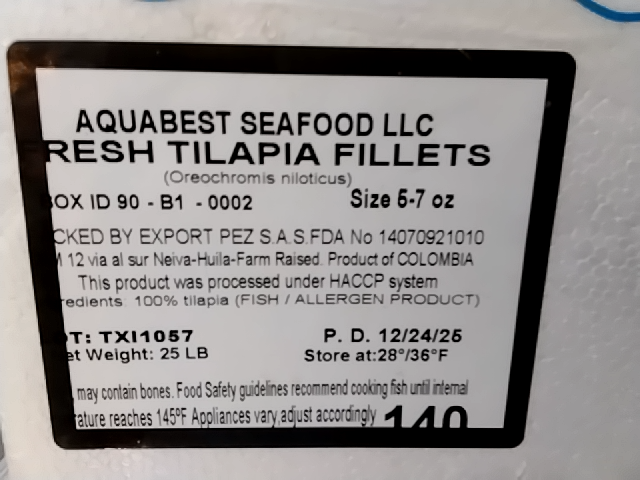 AQUABEST SEAFOOD LLC
RESH TILAPIA FILLETS
(Oreochromis niloticus)
OX ID 90 - B1 - 0002 Size 5-7 oz
CKED BY EXPORT PEZ S.A.S.FDA No 14070921010
12 via al sur Neiva-Huila-Farm Raised. Product of COLOMBIA
This product was processed under HACCP system
redients 100% tilapia (FISH / ALLERGEN PRODUCT)
OT: TXI1057 P. D. 12/24/25
et Weight: 25 LB Store at:28°/36°F
may contain bones. Food Safety guidelines recommend cooking fish until internal
rature reaches 145ºF Appliances vary,adjust accordingly 140